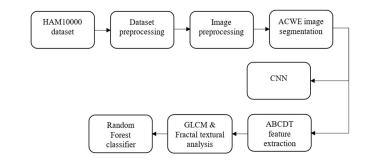 HAM10000
dataset
Dataset
preprocessing
Image
preprocessing
ACWE image
segmentation
CNN
Random
Forest
classifier
GLCM &
Fractal textural
analysis
ABCDT
feature
extraction